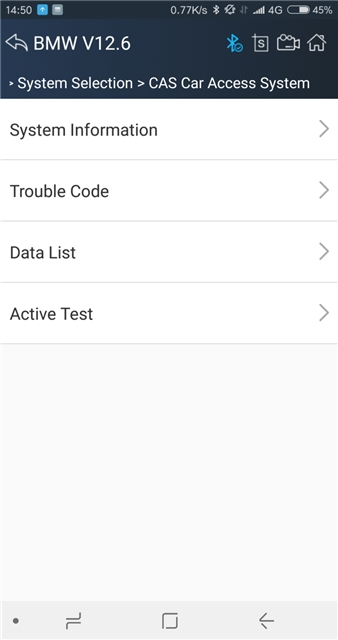 14:50 0.77K/s 4G 45%
BMW V12.6 S
> System Selection > CAS Car Access System
System Information
Trouble Code
Data List
Active Test